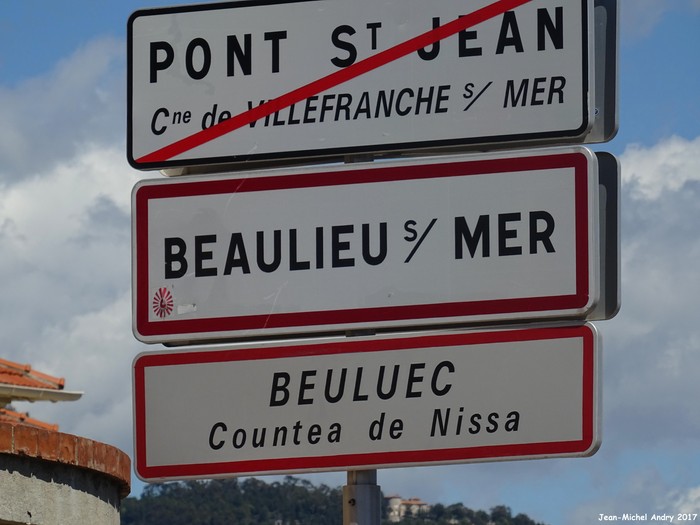 PONT ST JEAN
Cne de VILLEFRANCHE s/ MER
BEAULIEU s/ MER
BEULUEC
Countea de Nissa
Jean-Michel Andry 2017